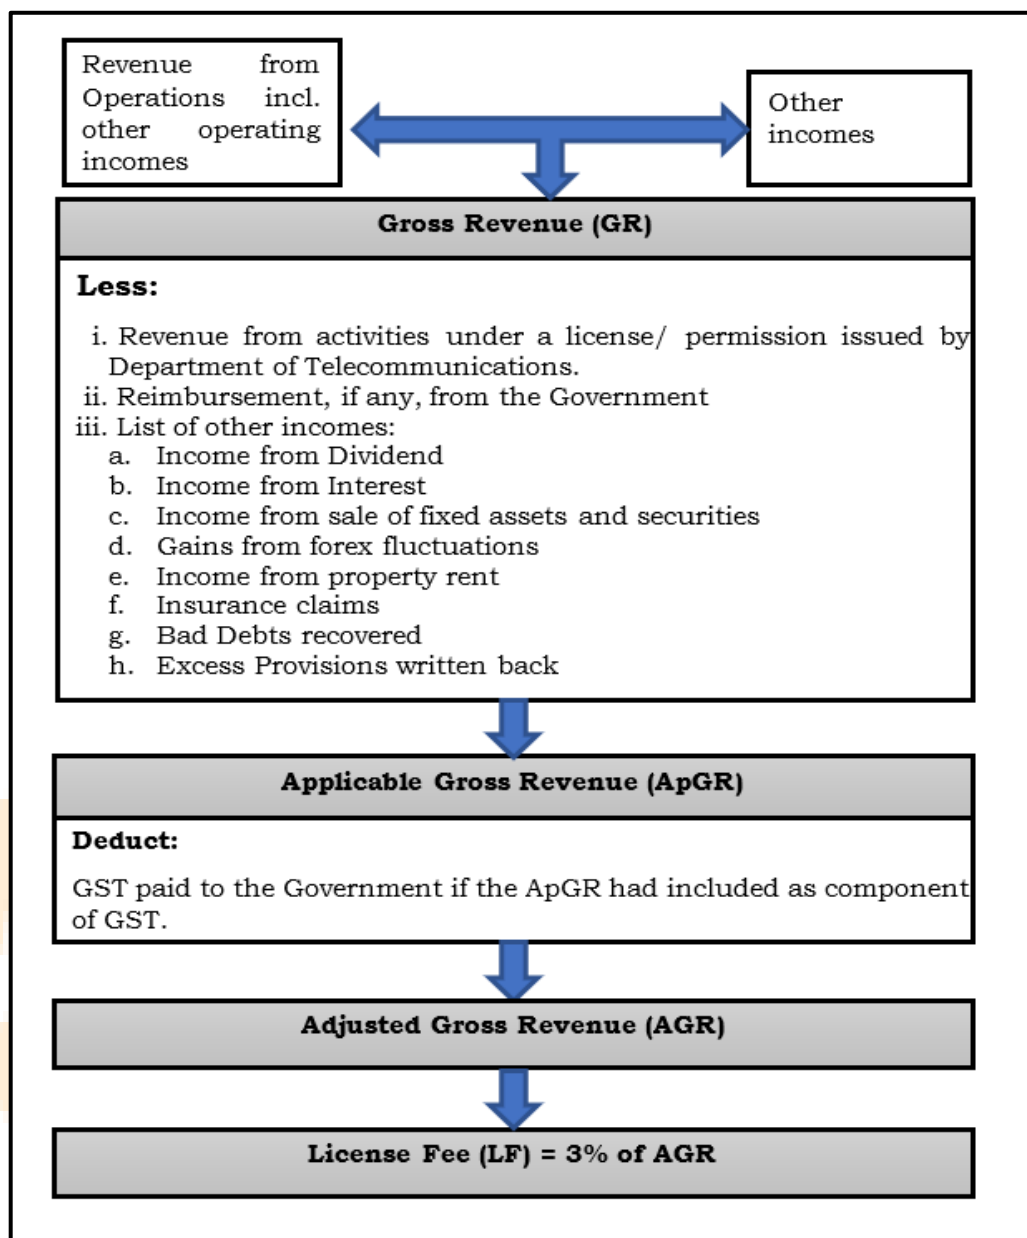 Revenue from
Operations incl.
other operating
incomes
Other
incomes
Gross Revenue (GR)
Less:
i. Revenue from activities under a license/ permission issued by
Department of Telecommunications.
ii. Reimbursement, if any, from the Government
iii. List of other incomes:
a. Income from Dividend
b. Income from Interest
c. Income from sale of fixed assets and securities
d. Gains from forex fluctuations
e. Income from property rent
f. Insurance claims
g. Bad Debts recovered
h. Excess Provisions written back
Applicable Gross Revenue (ApGR)
Deduct:
GST paid to the Government if the ApGR had included as component
of GST.
Adjusted Gross Revenue (AGR)
License Fee (LF) = 3% of AGR